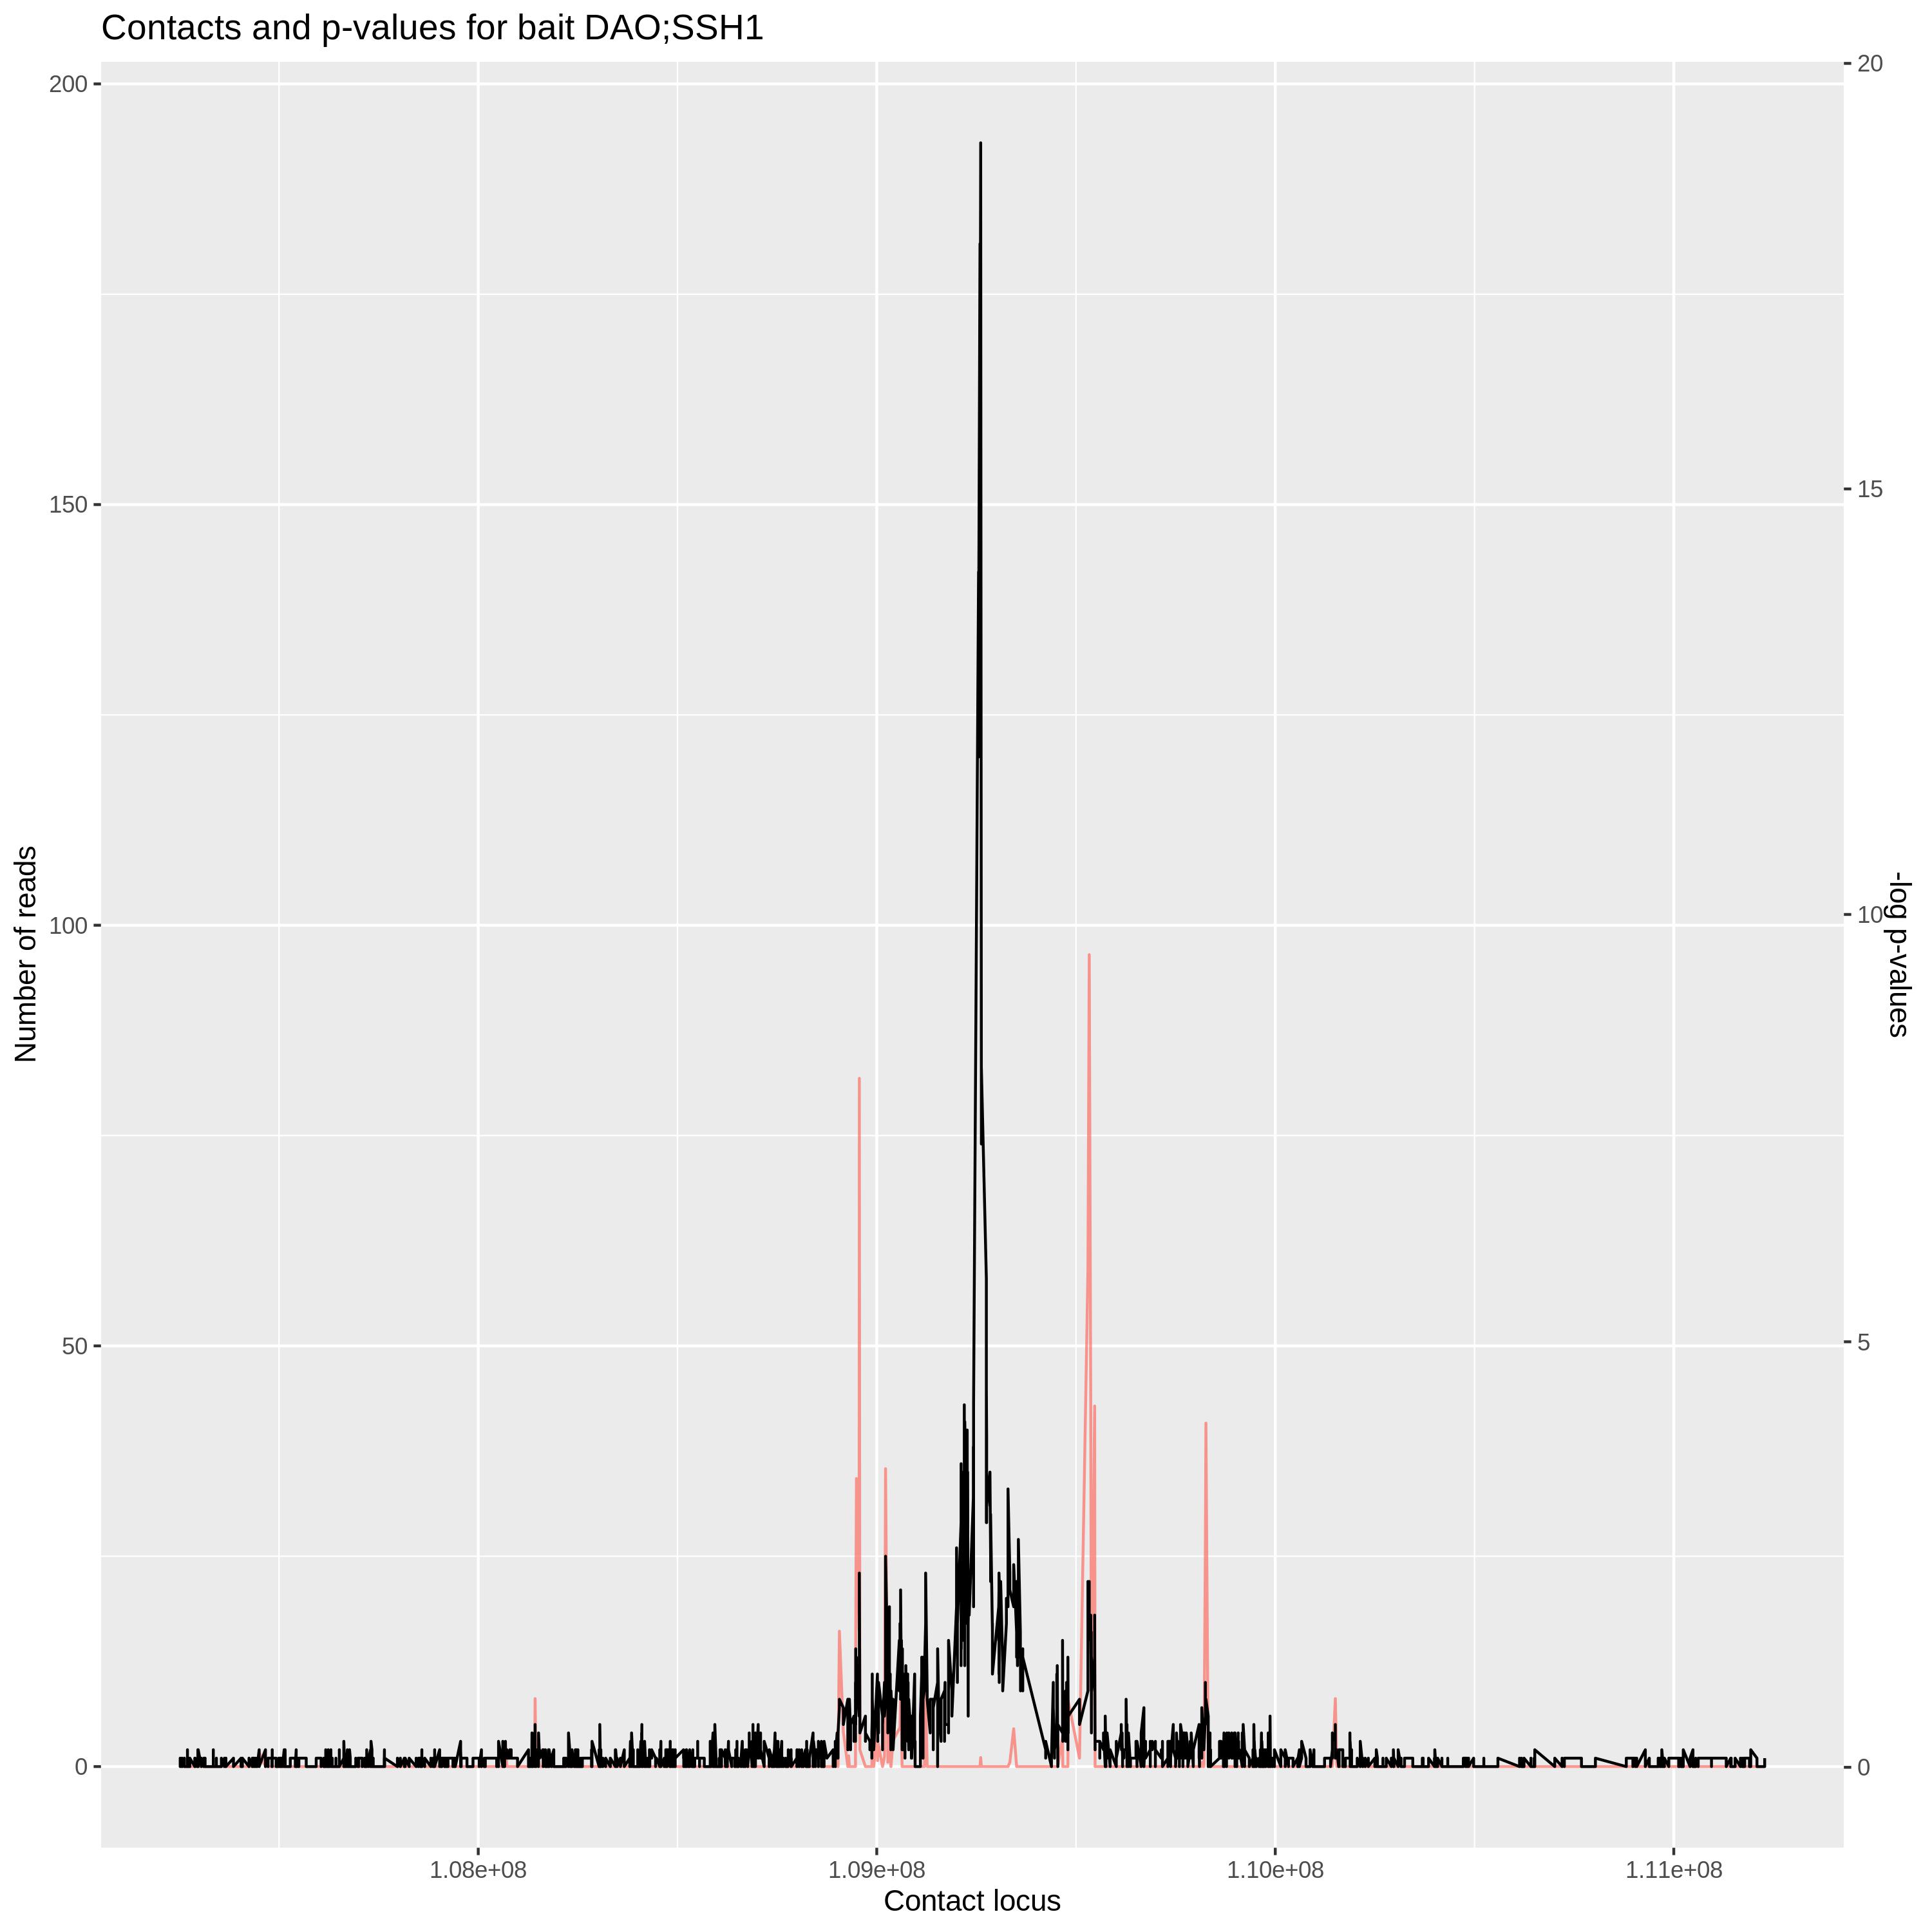 Contacts and p-values for bait DAO;SSH1
200
150
100
50
0
20
15
10
5
0
Number of reads
-log p-values
1.08e+08
1.09e+08
1.10e+08
1.11e+08
Contact locus